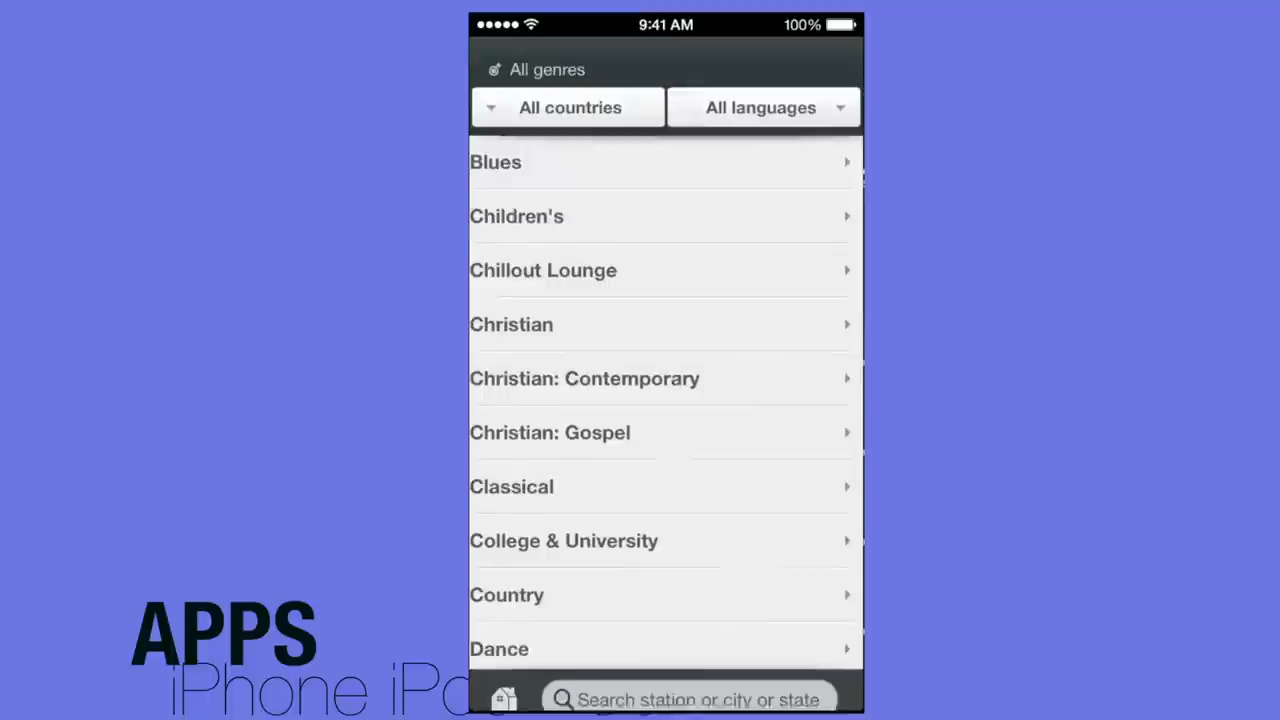 9:41 AM 100%
All genres
All countries All languages
Blues
Children's
Chillout Lounge
Christian
Christian: Contemporary
Christian: Gospel
Classical
College & University
Country
Dance
Search station or city or state
APPS
iPhone